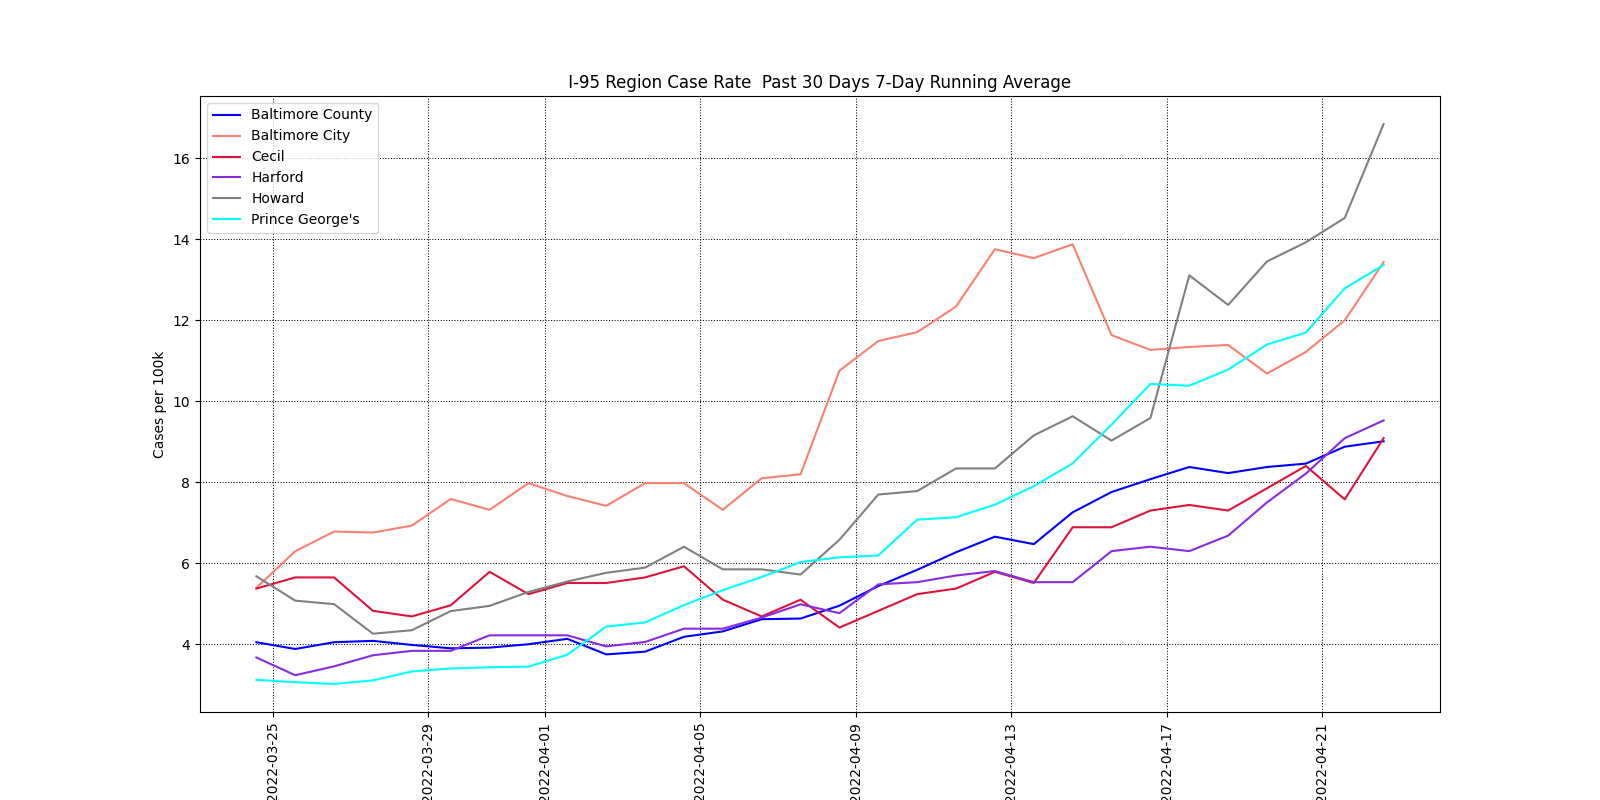 I-95 Region Case Rate  Past 30 Days 7-Day Running Average
Baltimore County
Baltimore City
Cecil
Harford
Howard
Prince George's
Cases per 100k
16
14
12
10
8
6
4
2022-03-25
2022-03-29
2022-04-01
2022-04-05
2022-04-09
2022-04-13
2022-04-17
2022-04-21